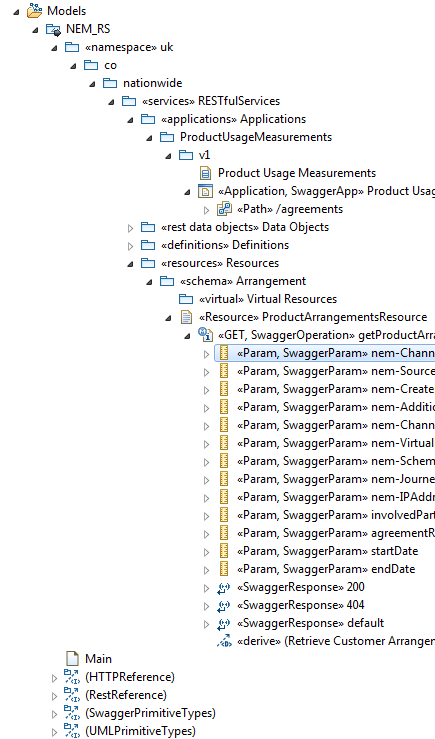 Models
NEM_RS
«namespace» uk
co
nationwide
«services» RESTfulServices
«applications» Applications
ProductUsageMeasurements
v1
Product Usage Measurements
«Application, SwaggerApp» Product Usag
«Path» /agreements
«rest data objects» Data Objects
«definitions» Definitions
«resources» Resources
«schema» Arrangement
«virtual» Virtual Resources
«Resource» ProductArrangementsResource
«GET, SwaggerOperation» getProductArra
«Param, SwaggerParam» nem-Chann
«Param, SwaggerParam» nem-Source
«Param, SwaggerParam» nem-Create
«Param, SwaggerParam» nem-Additio
«Param, SwaggerParam» nem-Chann
«Param, SwaggerParam» nem-Virtual
«Param, SwaggerParam» nem-Schem
«Param, SwaggerParam» nem-Journe
«Param, SwaggerParam» nem-IPAddr
«Param, SwaggerParam» involvedPart
«Param, SwaggerParam» agreementR
«Param, SwaggerParam» startDate
«Param, SwaggerParam» endDate
«SwaggerResponse» 200
«SwaggerResponse» 404
«SwaggerResponse» default
«derive» (Retrieve Customer Arranger
Main
(HTTPReference)
(RestReference)
(SwaggerPrimitiveTypes)
(UMLPrimitiveTypes)